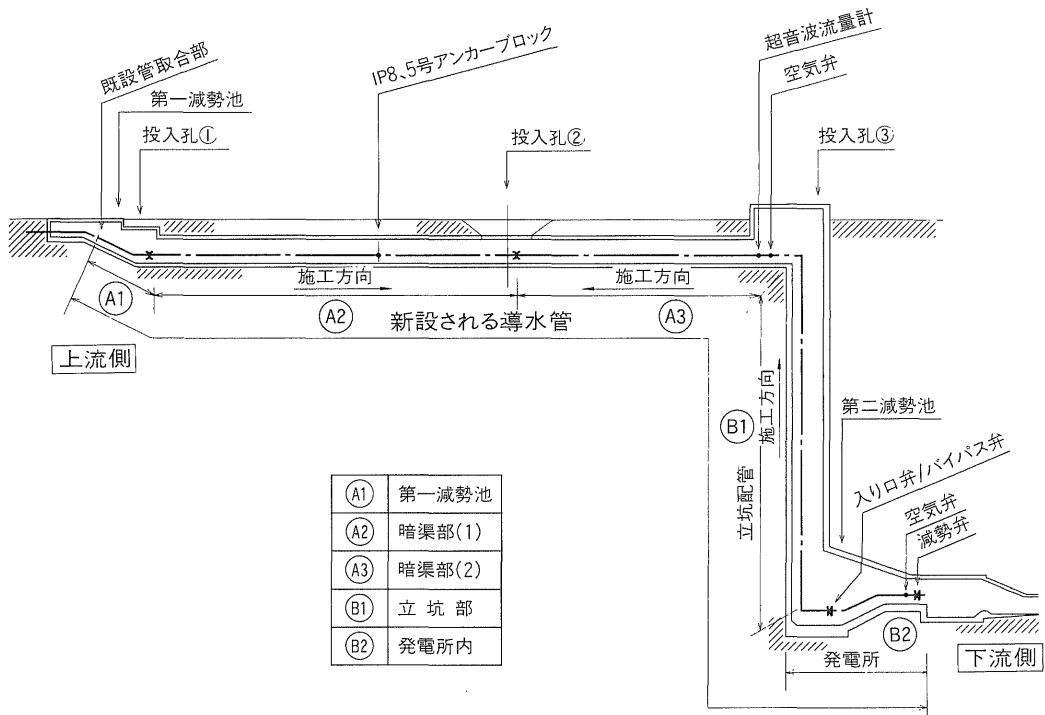 既設管取合部
第一減勢池
投入孔①
IP8、5号アンカーブロック
投入孔②
超音波流量計
空気弁
投入孔③
施工方向
施工方向
A1
A2
新設される導水管
A3
上流側
B1
施工方向
立坑配管
第二減勢池
入り口弁/バイパス弁
空気弁
減勢弁
A1 第一減勢池
A2 暗渠部(1)
A3 暗渠部(2)
B1 立坑部
B2 発電所内
B2
発電所
下流側